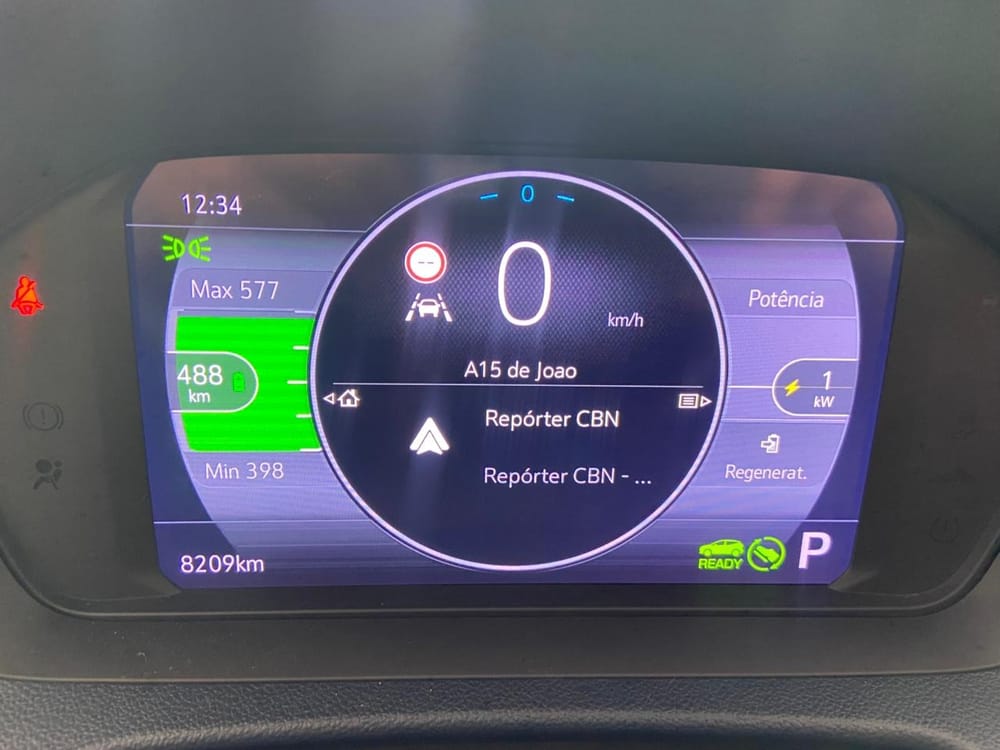 0
12:34
0
km/h
Max 577
Potência
488
km
A15 de Joao
1
kW
Repórter CBN
Min 398
Regenerat.
Repórter CBN - ...
8209km
READY
P